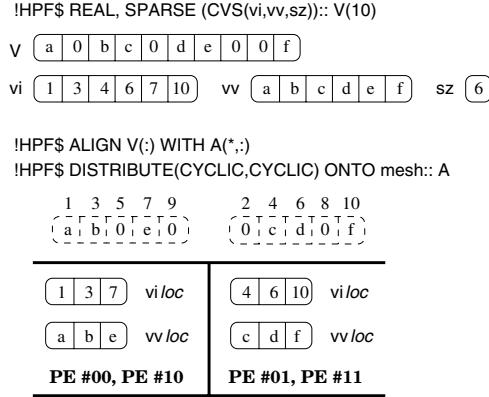 !HPF$ REAL, SPARSE (CVS(vi,vv,sz)):: V(10)
V a 0 b c 0 d e 0 0 f
vi 1 3 4 6 7 10 vv a b c d e f sz 6
!HPF$ ALIGN V(:) WITH A(*,:)
!HPF$ DISTRIBUTE(CYCLIC,CYCLIC) ONTO mesh:: A
1 3 5 7 9 2 4 6 8 10
a b 0 e 0 0 c d 0 f
1 3 7 viloc 4 6 10 viloc
a b e vvloc c d f vvloc
PE #00, PE #10 PE #01, PE #11